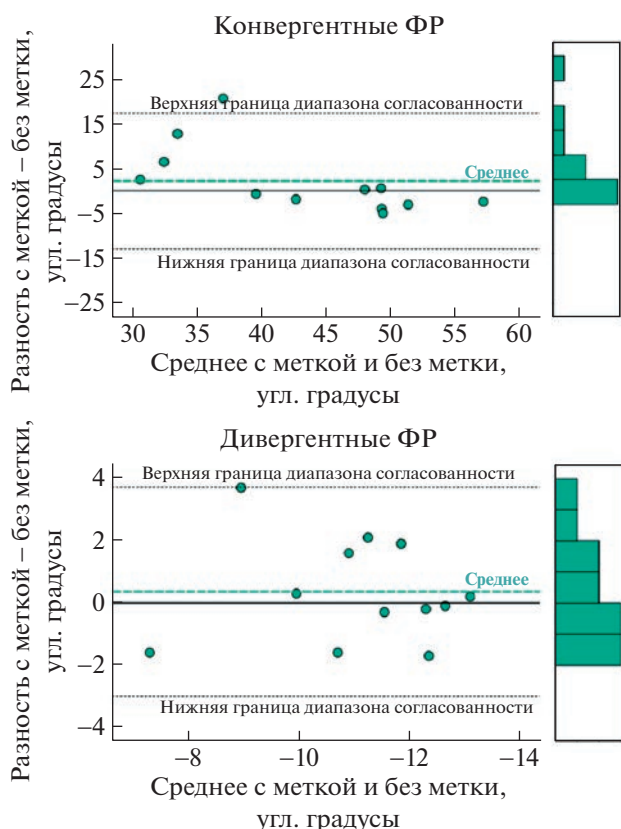 Конвергентные ФР
Разность с меткой – без метки,
угл. градусы
25
15
5
−5
−15
−25
Верхняя граница диапазона согласованности
Среднее
Нижняя граница диапазона согласованности
30 35 40 45 50 55 60
Среднее с меткой и без метки,
угл. градусы
Дивергентные ФР
Разность с меткой – без метки,
угл. градусы
4
2
0
−2
−4
Верхняя граница диапазона согласованности
Среднее
Нижняя граница диапазона согласованности
−8 −10 −12 −14
Среднее с меткой и без метки,
угл. градусы